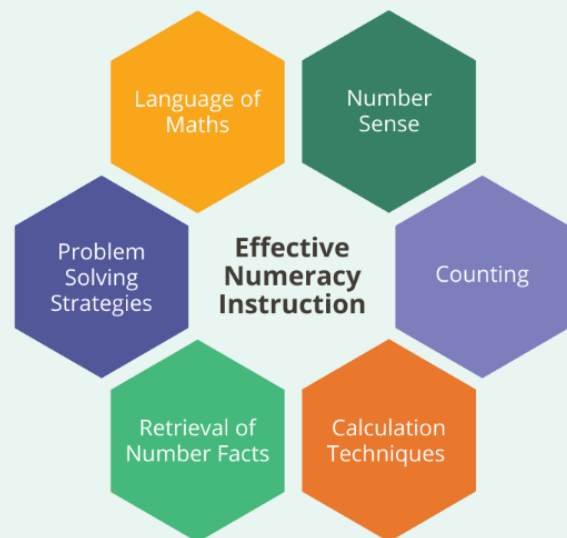 Language of
Maths
Number
Sense
Problem
Solving
Strategies
Effective
Numeracy
Instruction
Counting
Retrieval of
Number Facts
Calculation
Techniques